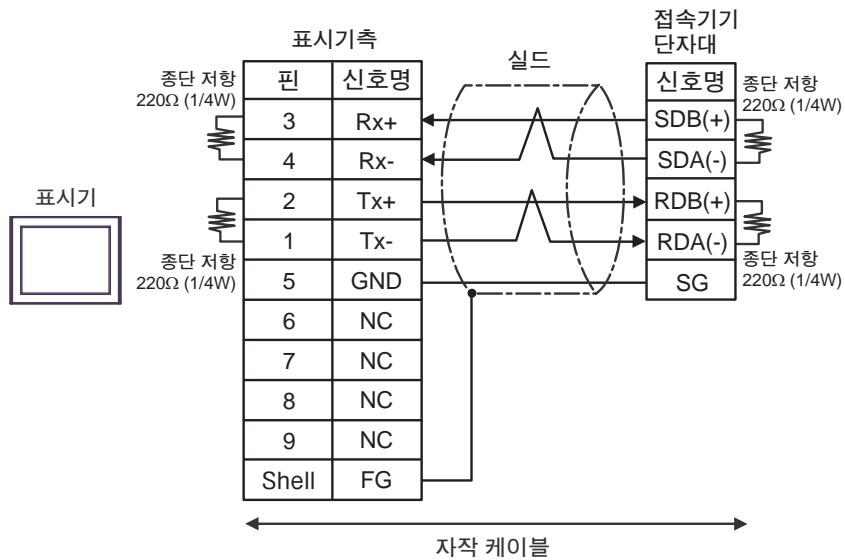 표시기측
접속기기
단자대
실드
종단 저항
220Ω (1/4W)
핀 신호명
3 Rx+
4 Rx-
2 Tx+
1 Tx-
5 GND
6 NC
7 NC
8 NC
9 NC
Shell FG
종단 저항
220Ω (1/4W)
표시기
신호명
SDB(+)
SDA(-)
RDB(+)
RDA(-)
SG
종단 저항
220Ω (1/4W)
종단 저항
220Ω (1/4W)
자작 케이블